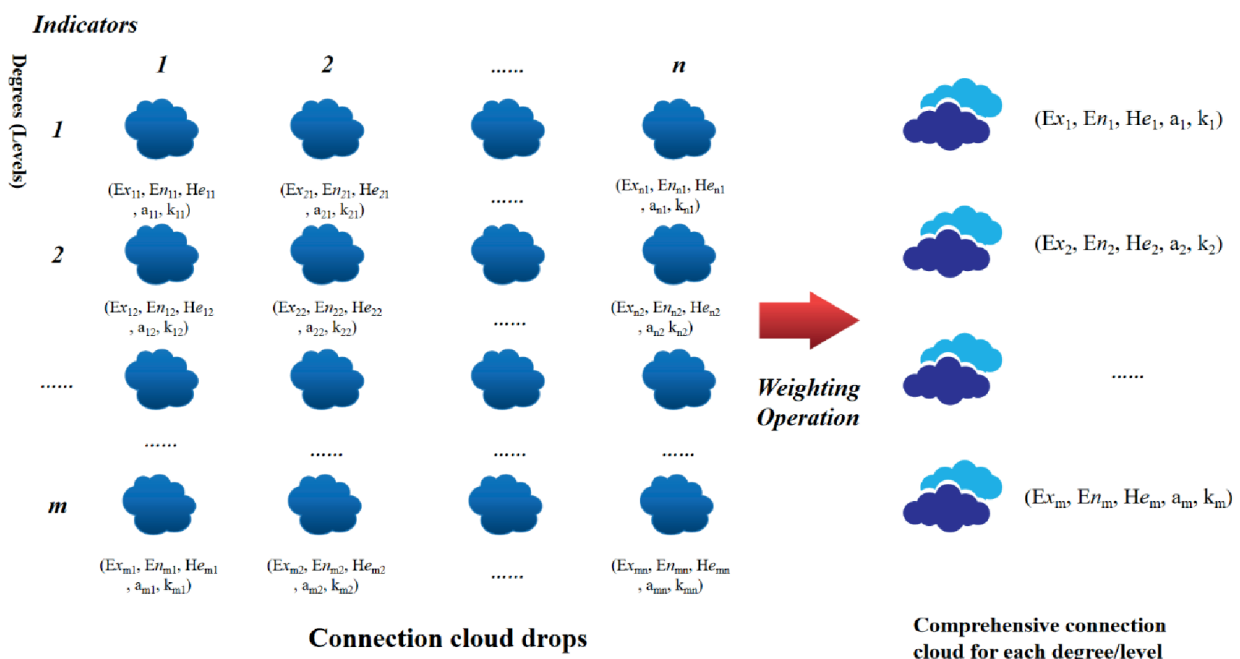 Indicators
Degrees (Levels)
1 2 ...... n
1
(Ex11, En11, He11
, a11, k11)
(Ex21, En21, He21
, a21, k21)
......
(Exn1, Enn1, Hen1
, an1, kn1)
(Ex1, En1, He1, a1, k1)
2
(Ex12, En12, He12
, a12, k12)
(Ex22, En22, He22
, a22, k22)
......
(Exn2, Enn2, Hen2
, an2 kn2)
(Ex2, En2, He2, a2, k2)
Weighting
Operation
......
......
......
......
......
......
m
(Exm1, Enm1, Hem1
, am1, km1)
(Exm2, Enm2, Hem2
, am2, km2)
......
(Exmn, Enmn, Hemn
, amn, kmn)
(Exm, Enm, Hem, am, km)
Connection cloud drops
Comprehensive connection
cloud for each degree/level